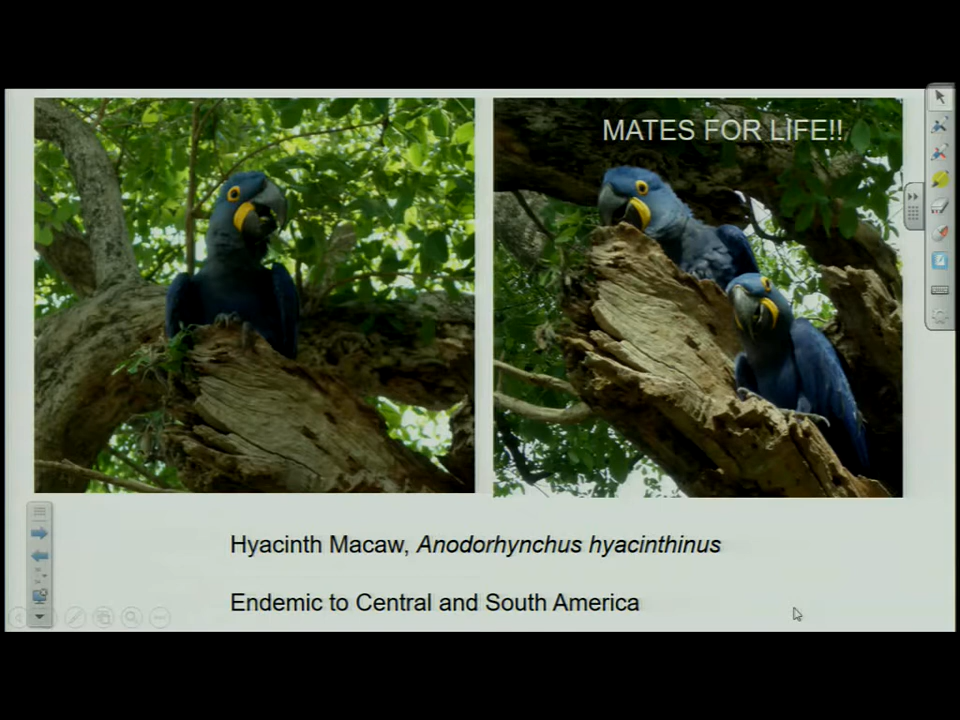 MATES FOR LIFE!!
Hyacinth Macaw, Anodorhynchus hyacinthinus
Endemic to Central and South America